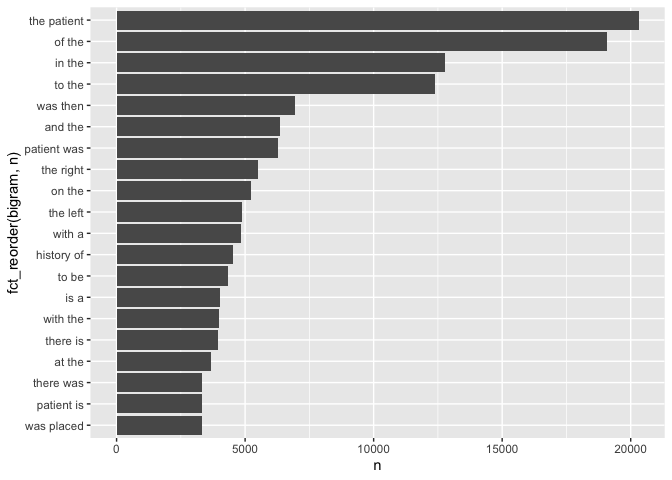 the patient
of the
in the
to the
was then
and the
patient was
the right
on the
the left
with a
history of
to be
is a
with the
there is
at the
there was
patient is
was placed
fct_reorder(bigram, n)
0 5000 10000 15000 20000
n